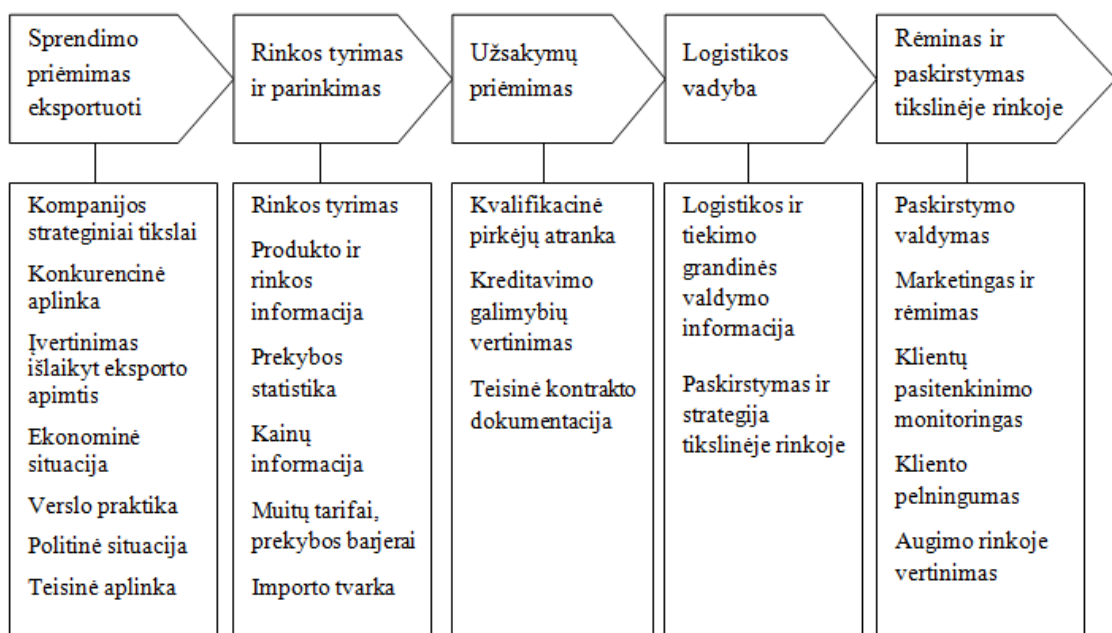 Sprendimo
priėmimas
eksportuoti
Rinkos tyrimas
ir parinkimas
Užsakymų
priėmimas
Logistikos
vadyba
Rėminas ir
paskirstymas
tikslinėje rinkoje
Kompanijos
strateginiai tikslai
Konkurencinė
aplinka
Įvertinimas
išlaikyt eksporto
apimtis
Ekonominė
situacija
Verslo praktika
Politinė situacija
Teisinė aplinka
Rinkos tyrimas
Produkto ir
rinkos
informacija
Prekybos
statistika
Kainų
informacija
Muitų tarifai,
prekybos barjerai
Importo tvarka
Kvalifikacinė
pirkėjų atranka
Kreditavimo
galimybių
vertinimas
Teisinė kontrakto
dokumentacija
Logistikos ir
tiekimo
grandinės
valdymo
informacija
Paskirstymas ir
strategija
tikslinėje rinkoje
Paskirstymo
valdymas
Marketingas ir
rėmimas
Klientų
pasitenkinimo
monitoringas
Kliento
pelningumas
Augimo rinkoje
vertinimas